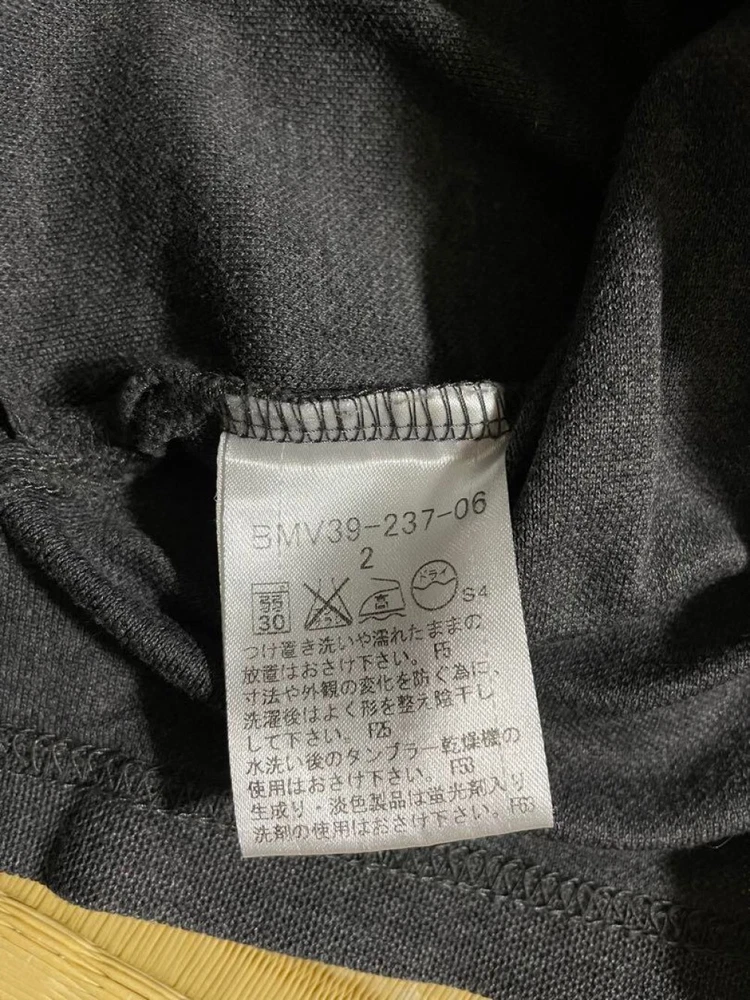 BMV39-237-06
2
弱
30
高
ドライ
S4
つけ置き洗いや濡れたままの
放置はおさけ下さい。 F5
寸法や外観の変化を防ぐ為に、
洗濯後はよく形を整え陰干し
して下さい。 F25
水洗い後のタンブラー乾燥機の
使用はおさけ下さい。 F53
生成り・淡色製品は蛍光剤入り
洗剤の使用はおさけ下さい。F63